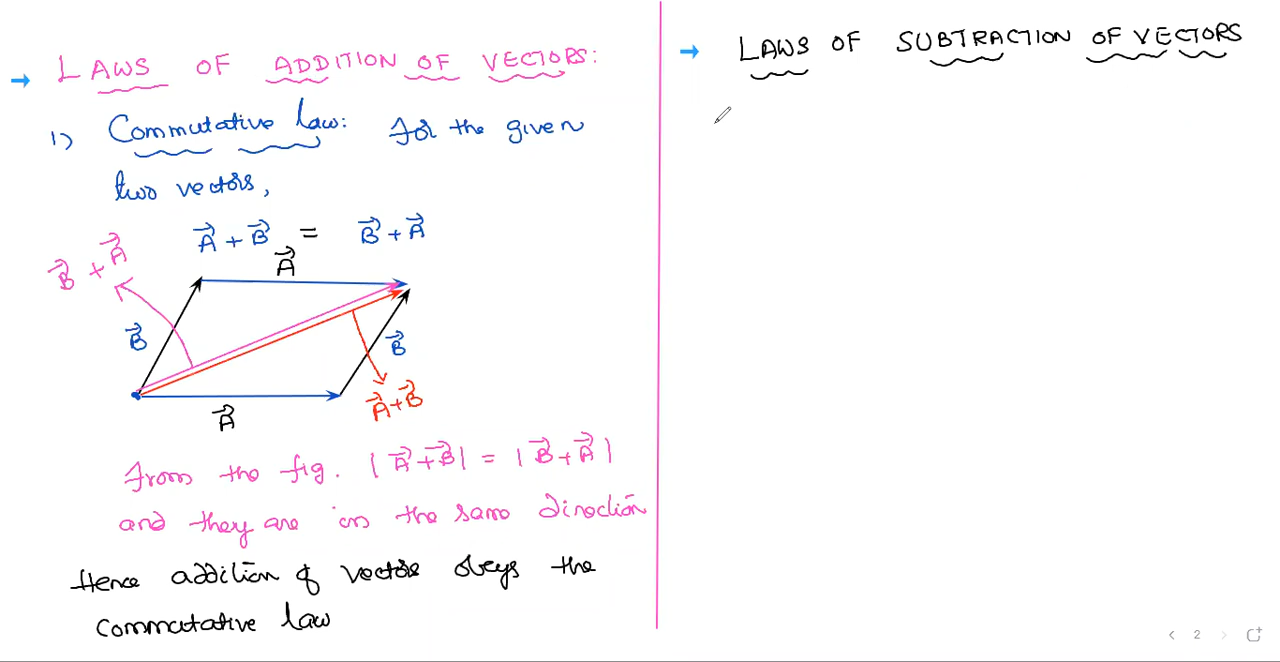 → LAWS OF ADDITION OF VECTORS:
1) Commutative law: for the given
two vectors,
A⃗ + B⃗ = B⃗ + A⃗
B⃗ + A⃗
A⃗
B⃗
B⃗
A⃗
A⃗+B⃗
from the fig. |A⃗+B⃗| = |B⃗+A⃗|
and they are in the same direction
Hence addition of vectors obeys the
commutative law
→ LAWS OF SUBTRACTION OF VECTORS
< 2 >